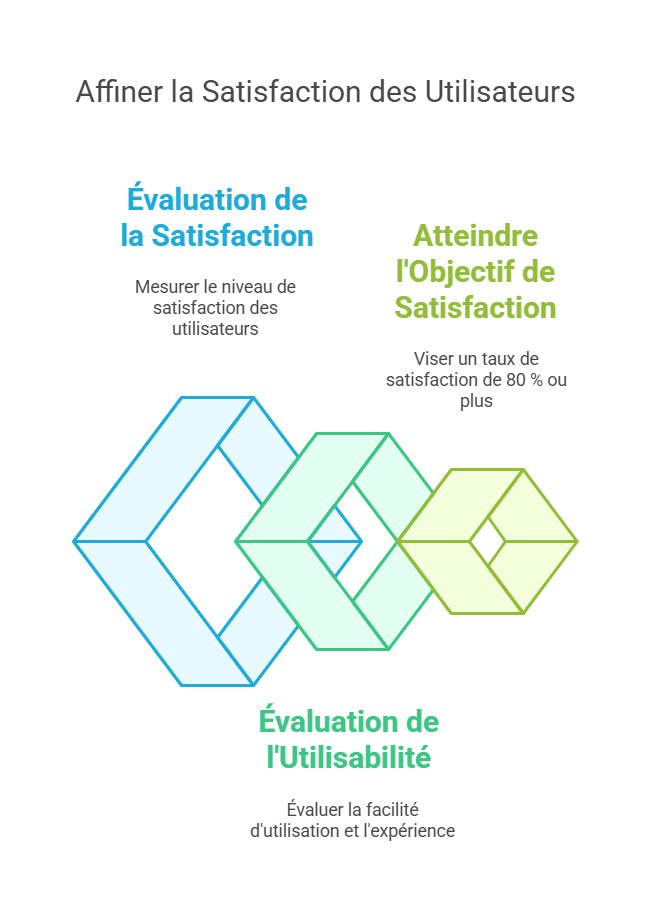 Affiner la Satisfaction des Utilisateurs
Évaluation de
la Satisfaction
Mesurer le niveau de
satisfaction des
utilisateurs
Atteindre
l'Objectif de
Satisfaction
Viser un taux de
satisfaction de 80 % ou
plus
Évaluation de
l'Utilisabilité
Évaluer la facilité
d'utilisation et l'expérience